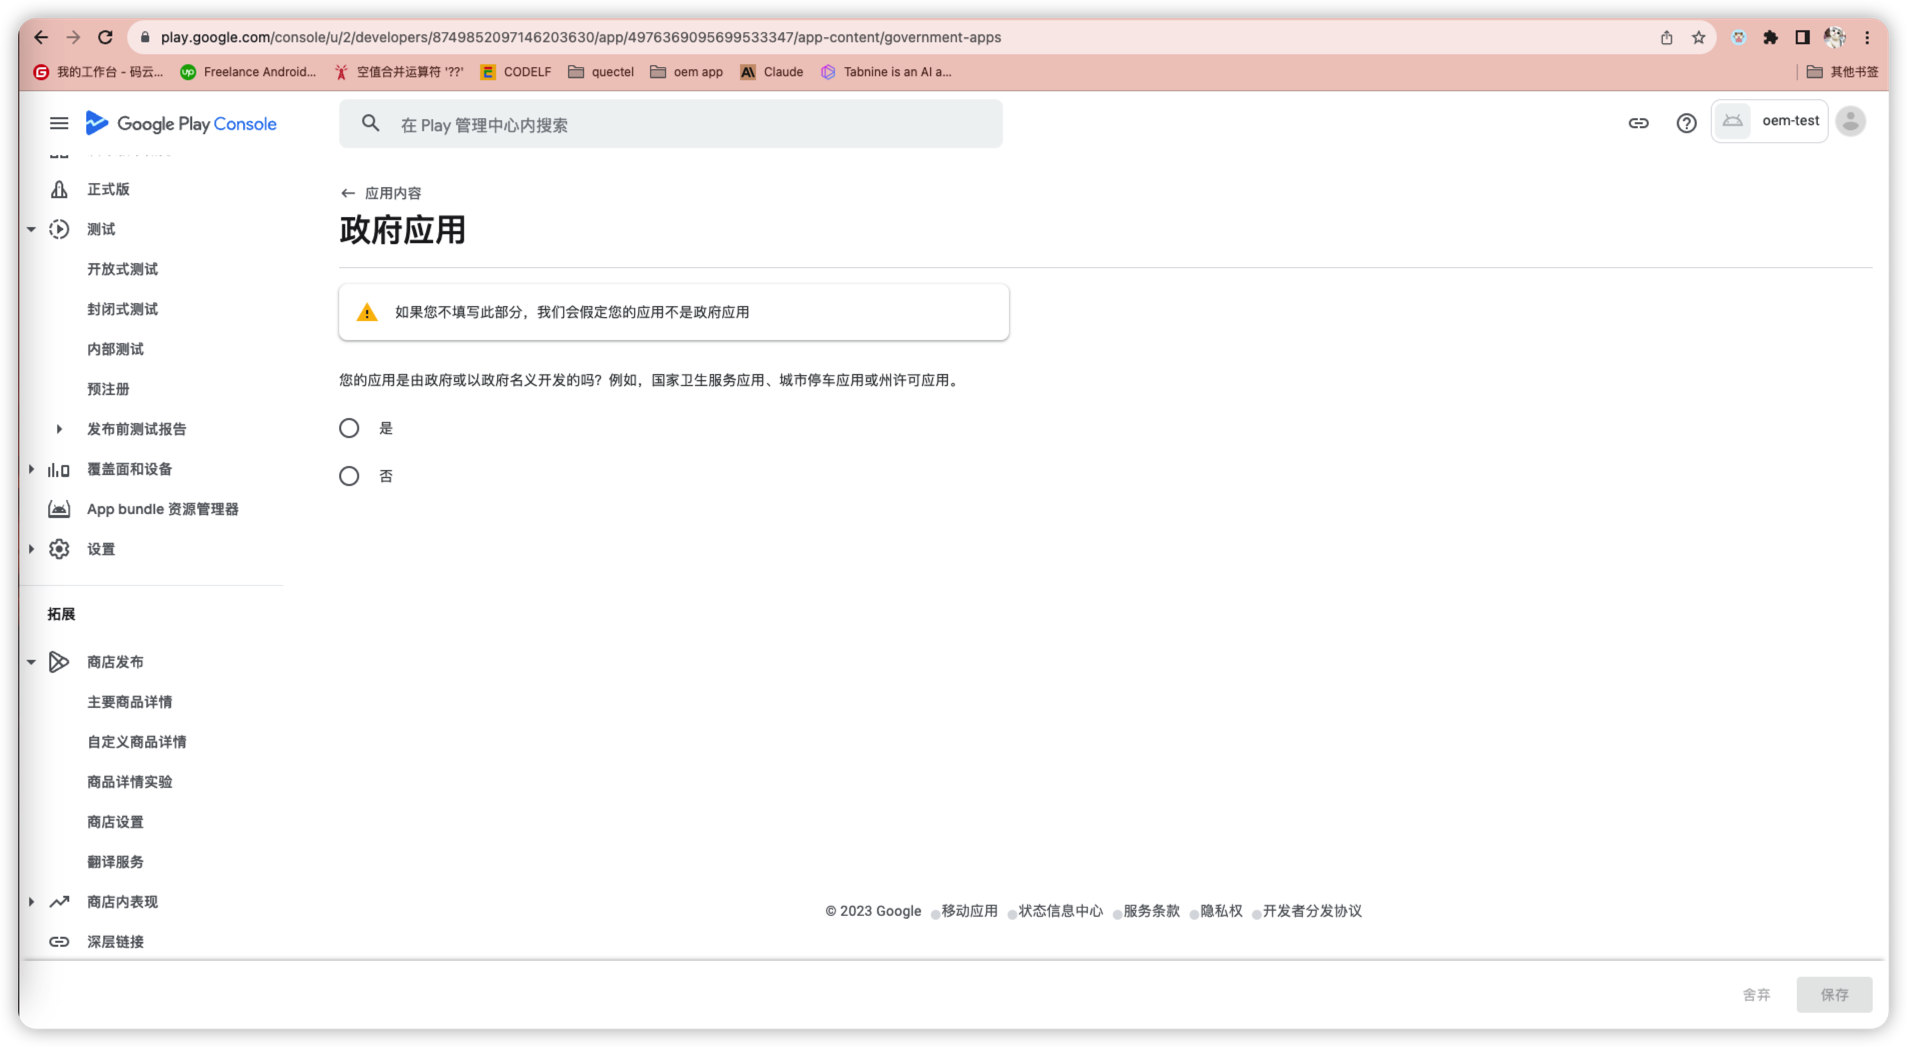 play.google.com/console/u/2/developers/8749852097146203630/app/4976369095699533347/app-content/government-apps
我的工作台 - 码云... Freelance Android... 空值合并运算符 '??' CODELF quectel oem app Claude Tabnine is an AI a... 其他书签
Google Play Console
在 Play 管理中心内搜索
oem-test
正式版
测试
开放式测试
封闭式测试
内部测试
预注册
发布前测试报告
覆盖面和设备
App bundle 资源管理器
设置
拓展
商店发布
主要商品详情
自定义商品详情
商品详情实验
商店设置
翻译服务
商店内表现
深层链接
应用内容
政府应用
如果您不填写此部分，我们会假定您的应用不是政府应用
您的应用是由政府或以政府名义开发的吗？例如，国家卫生服务应用、城市停车应用或州许可应用。
是
否
© 2023 Google 移动应用 状态信息中心 服务条款 隐私权 开发者分发协议
舍弃 保存